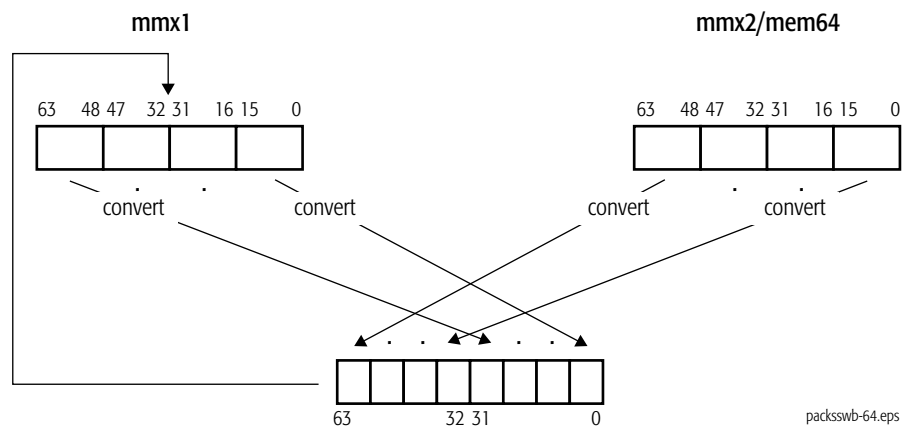 mmx1 mmx2/mem64
63 48 47 32 31 16 15 0 63 48 47 32 31 16 15 0
convert convert convert convert
63 32 31 0
packsswb-64.eps